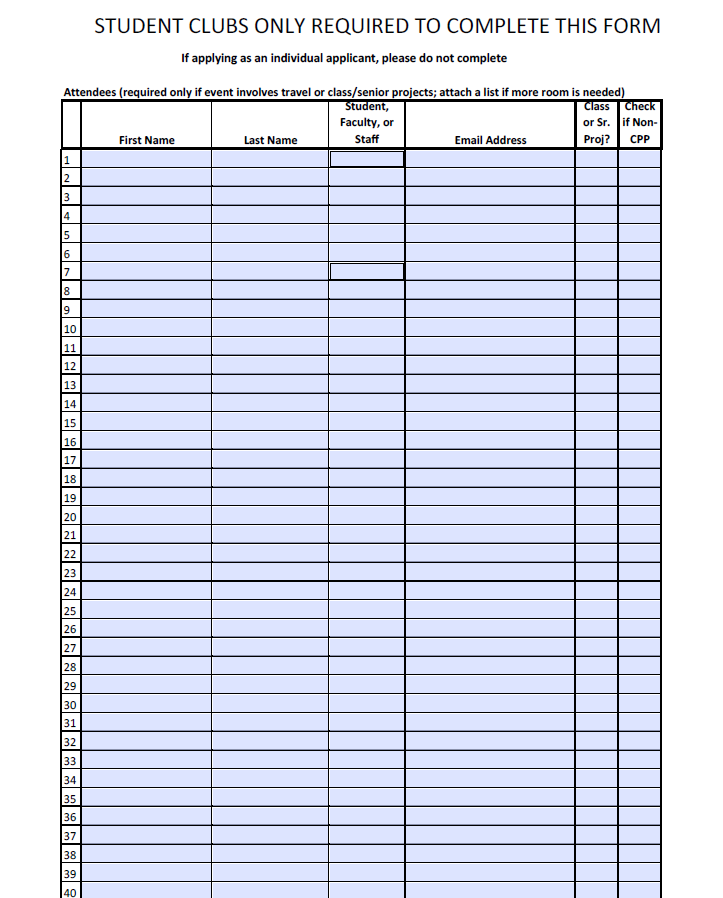 STUDENT CLUBS ONLY REQUIRED TO COMPLETE THIS FORM
If applying as an individual applicant, please do not complete
Attendees (required only if event involves travel or class/senior projects; attach a list if more room is needed)
First Name
Last Name
Student,
Faculty, or
Staff
Email Address
Class
or Sr.
Proj?
Check
if Non-
CPP
1
2
3
4
5
6
7
8
9
10
11
12
13
14
15
16
17
18
19
20
21
22
23
24
25
26
27
28
29
30
31
32
33
34
35
36
37
38
39
40